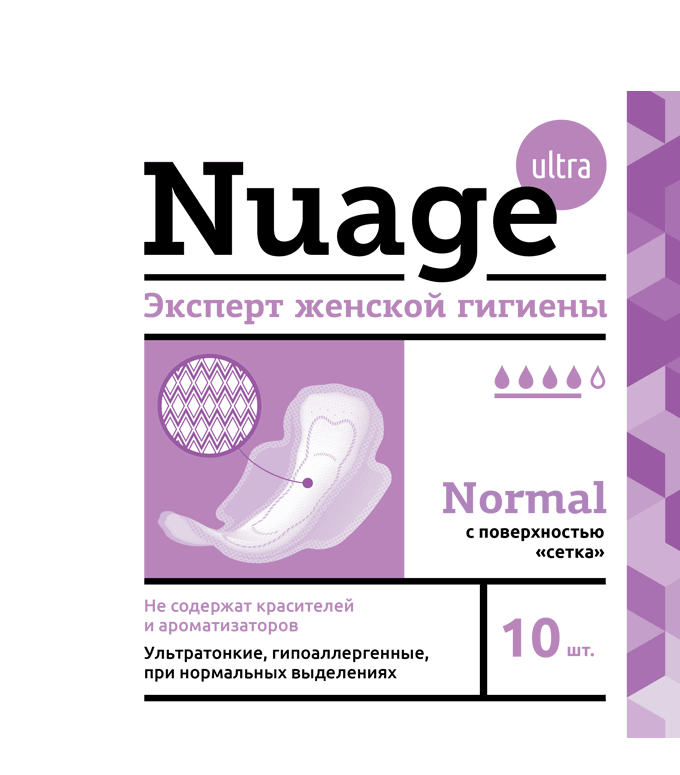 ultra
Nuage
Эксперт женской гигиены
Normal
с поверхностью
«сетка»
Не содержат красителей
и ароматизаторов
Ультратонкие, гипоаллергенные,
при нормальных выделениях
10 шт.